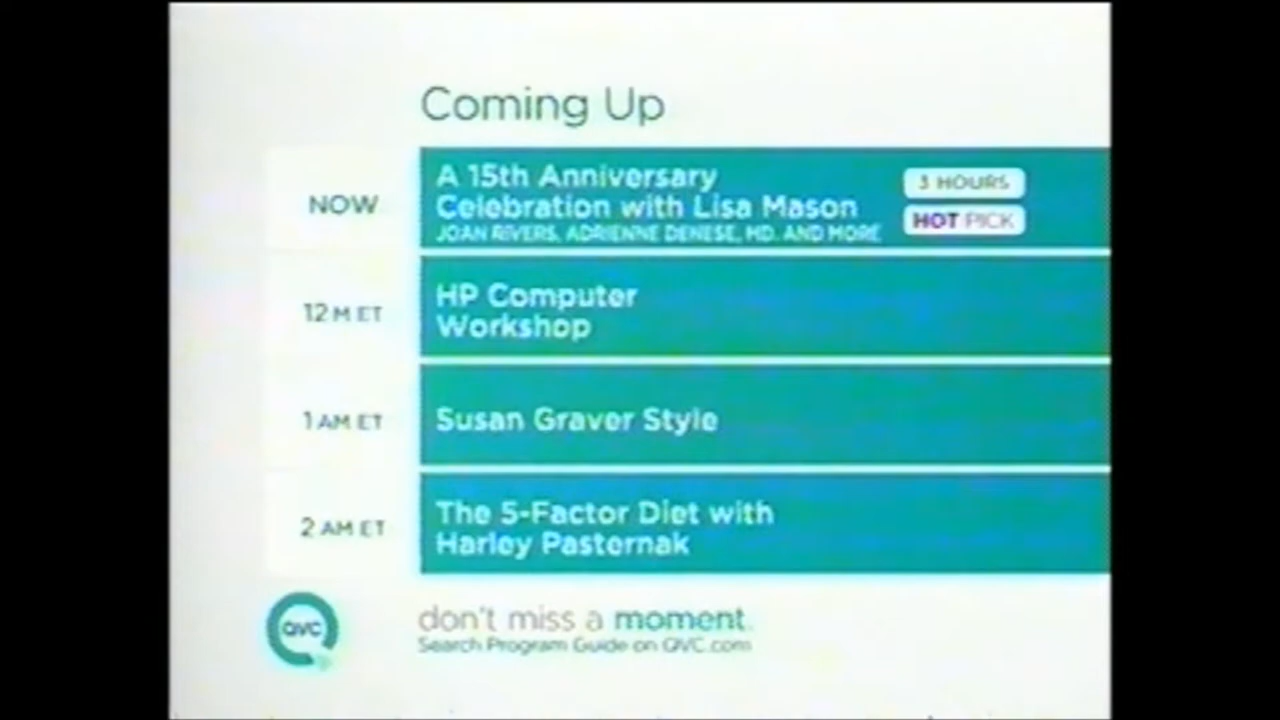 Coming Up
NOW
A 15th Anniversary
Celebration with Lisa Mason
JOAN RIVERS, ADRIENNE DENESE, MD. AND MORE
3 HOURS
HOT PICK
12 M ET
HP Computer
Workshop
1 AM ET
Susan Graver Style
2 AM ET
The 5-Factor Diet with
Harley Pasternak
QVC
don't miss a moment.
Search Program Guide on QVC.com